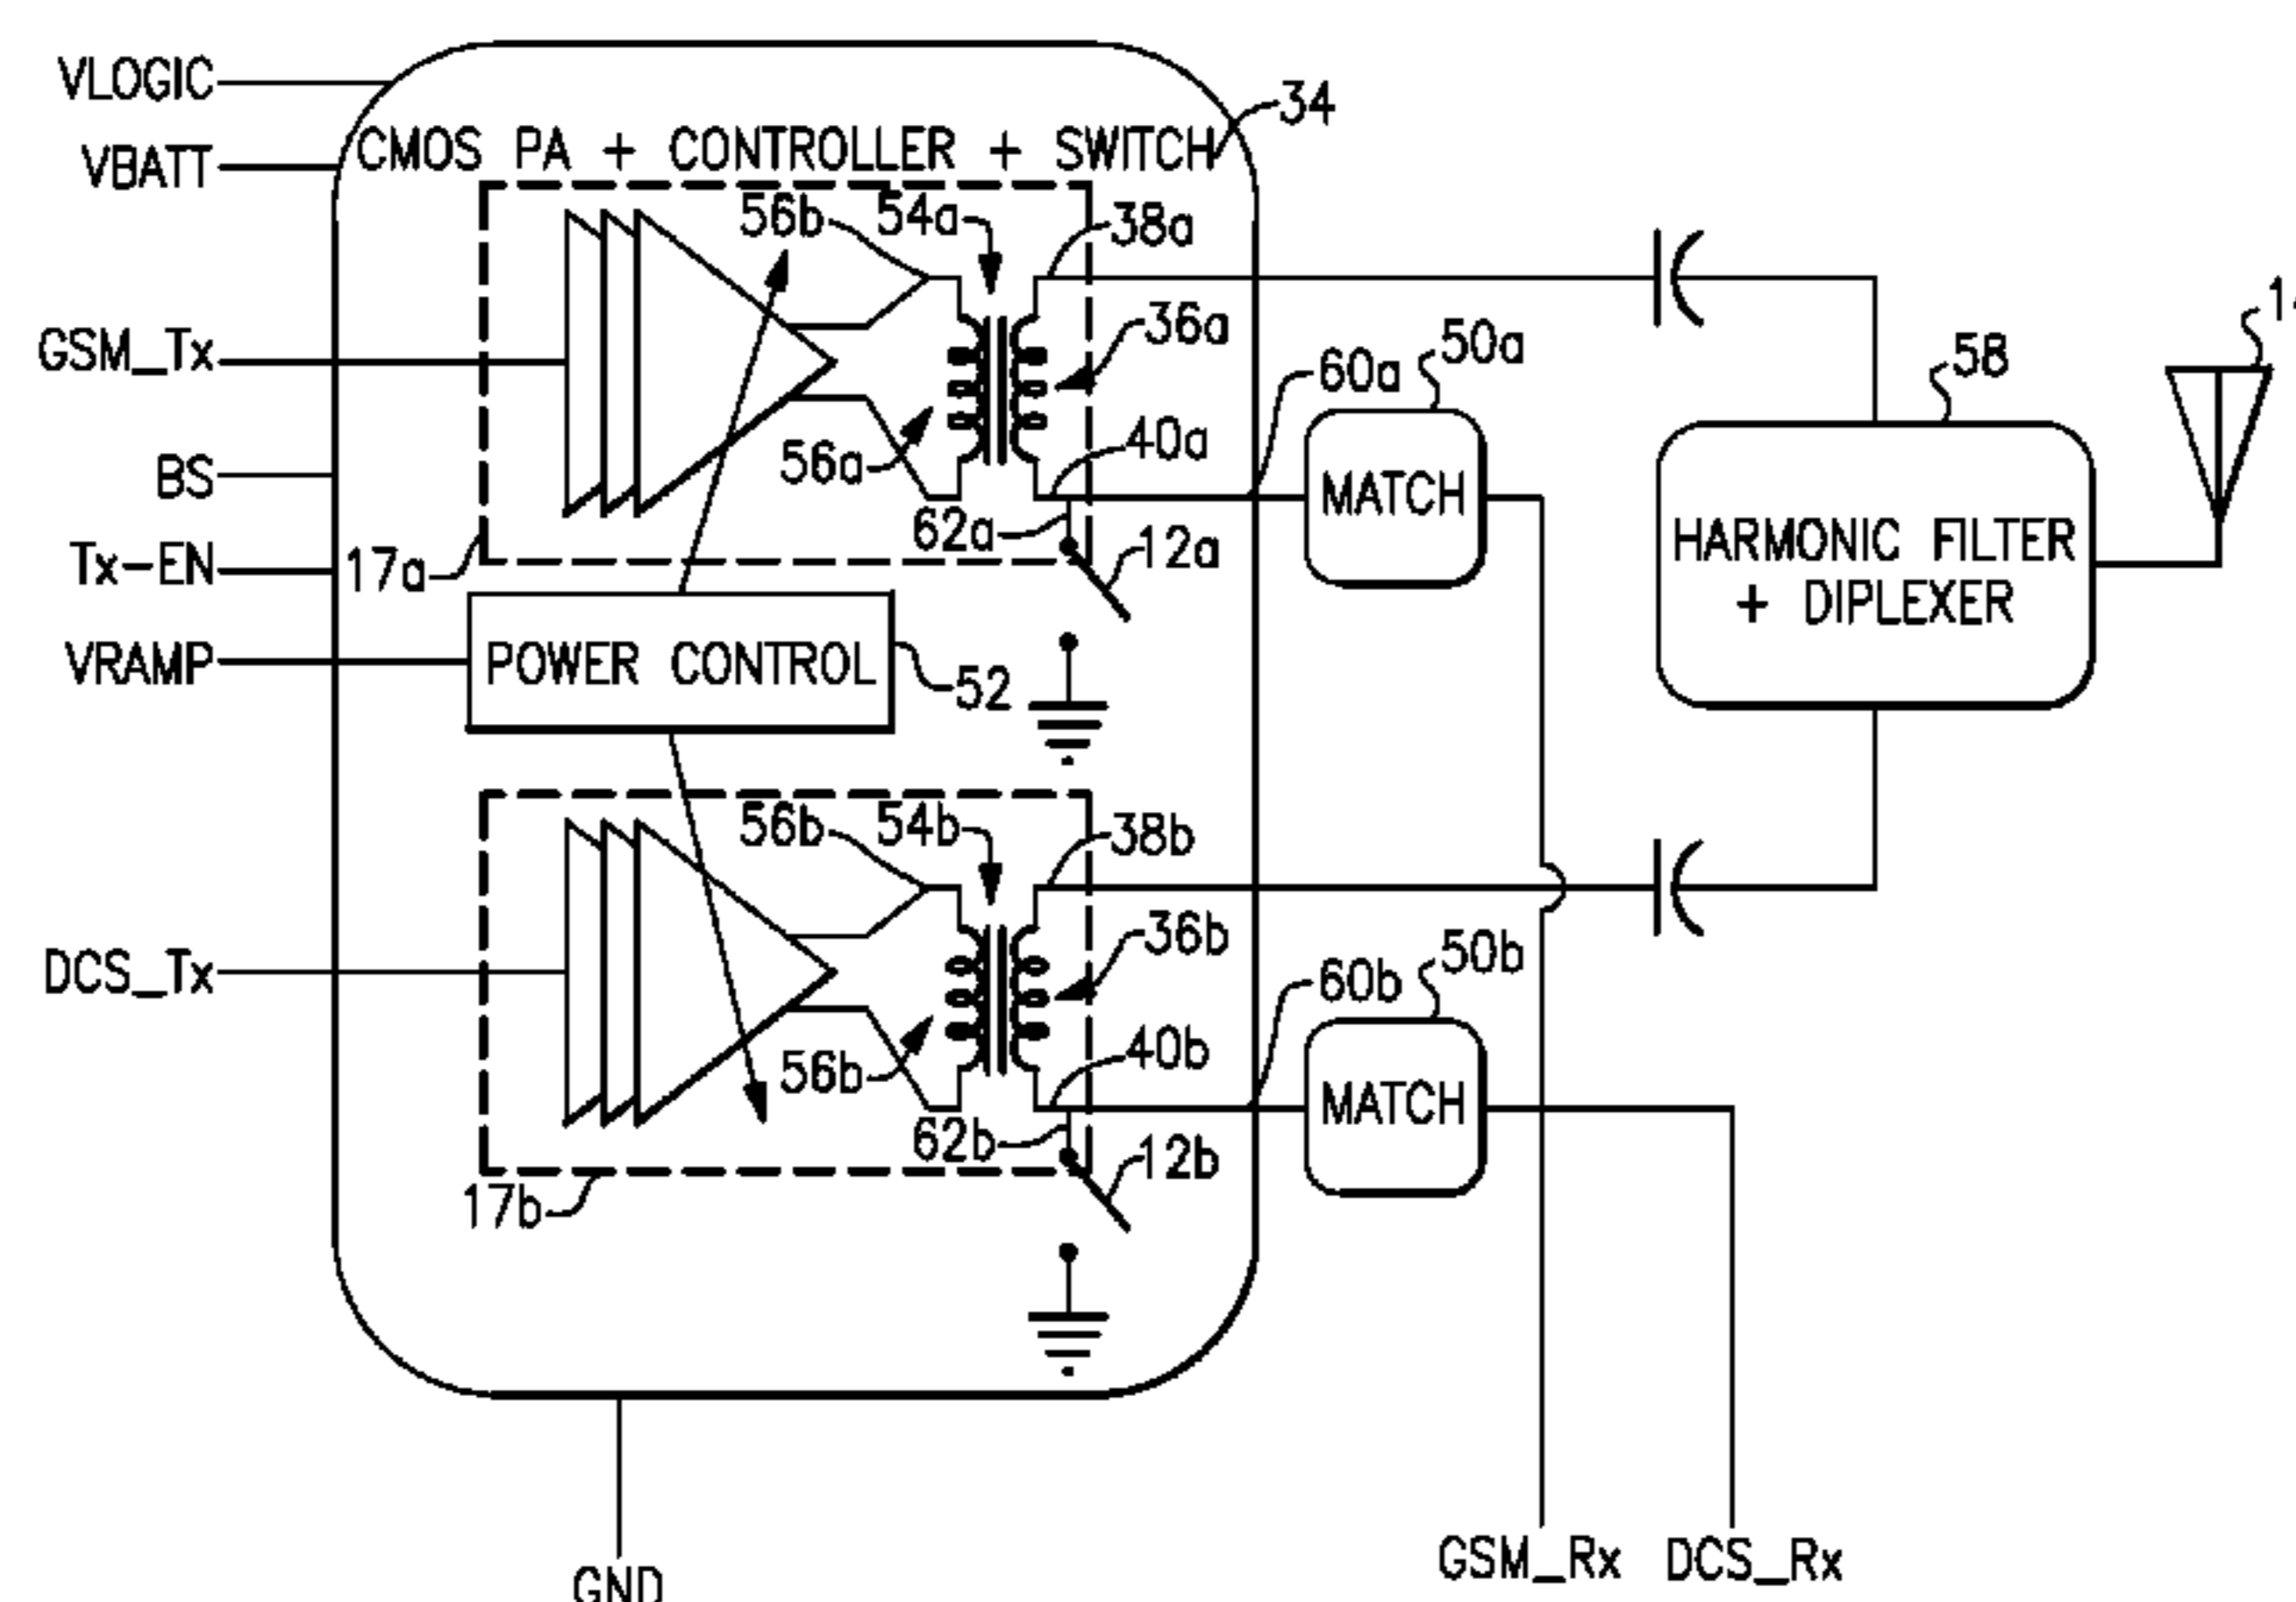 VLOGIC
34
CMOS PA + CONTROLLER + SWITCH
VBATT
56b
54a
38a
36a
GSM_Tx
50a
58
60a
40a
56a
BS
MATCH
62a
HARMONIC FILTER
+ DIPLEXER
12a
Tx-EN
17a
VRAMP
POWER CONTROL
52
56b
54b
38b
36b
DCS_Tx
50b
60b
40b
56b
MATCH
62b
12b
17b
GSM_Rx
DCS_Rx
GND